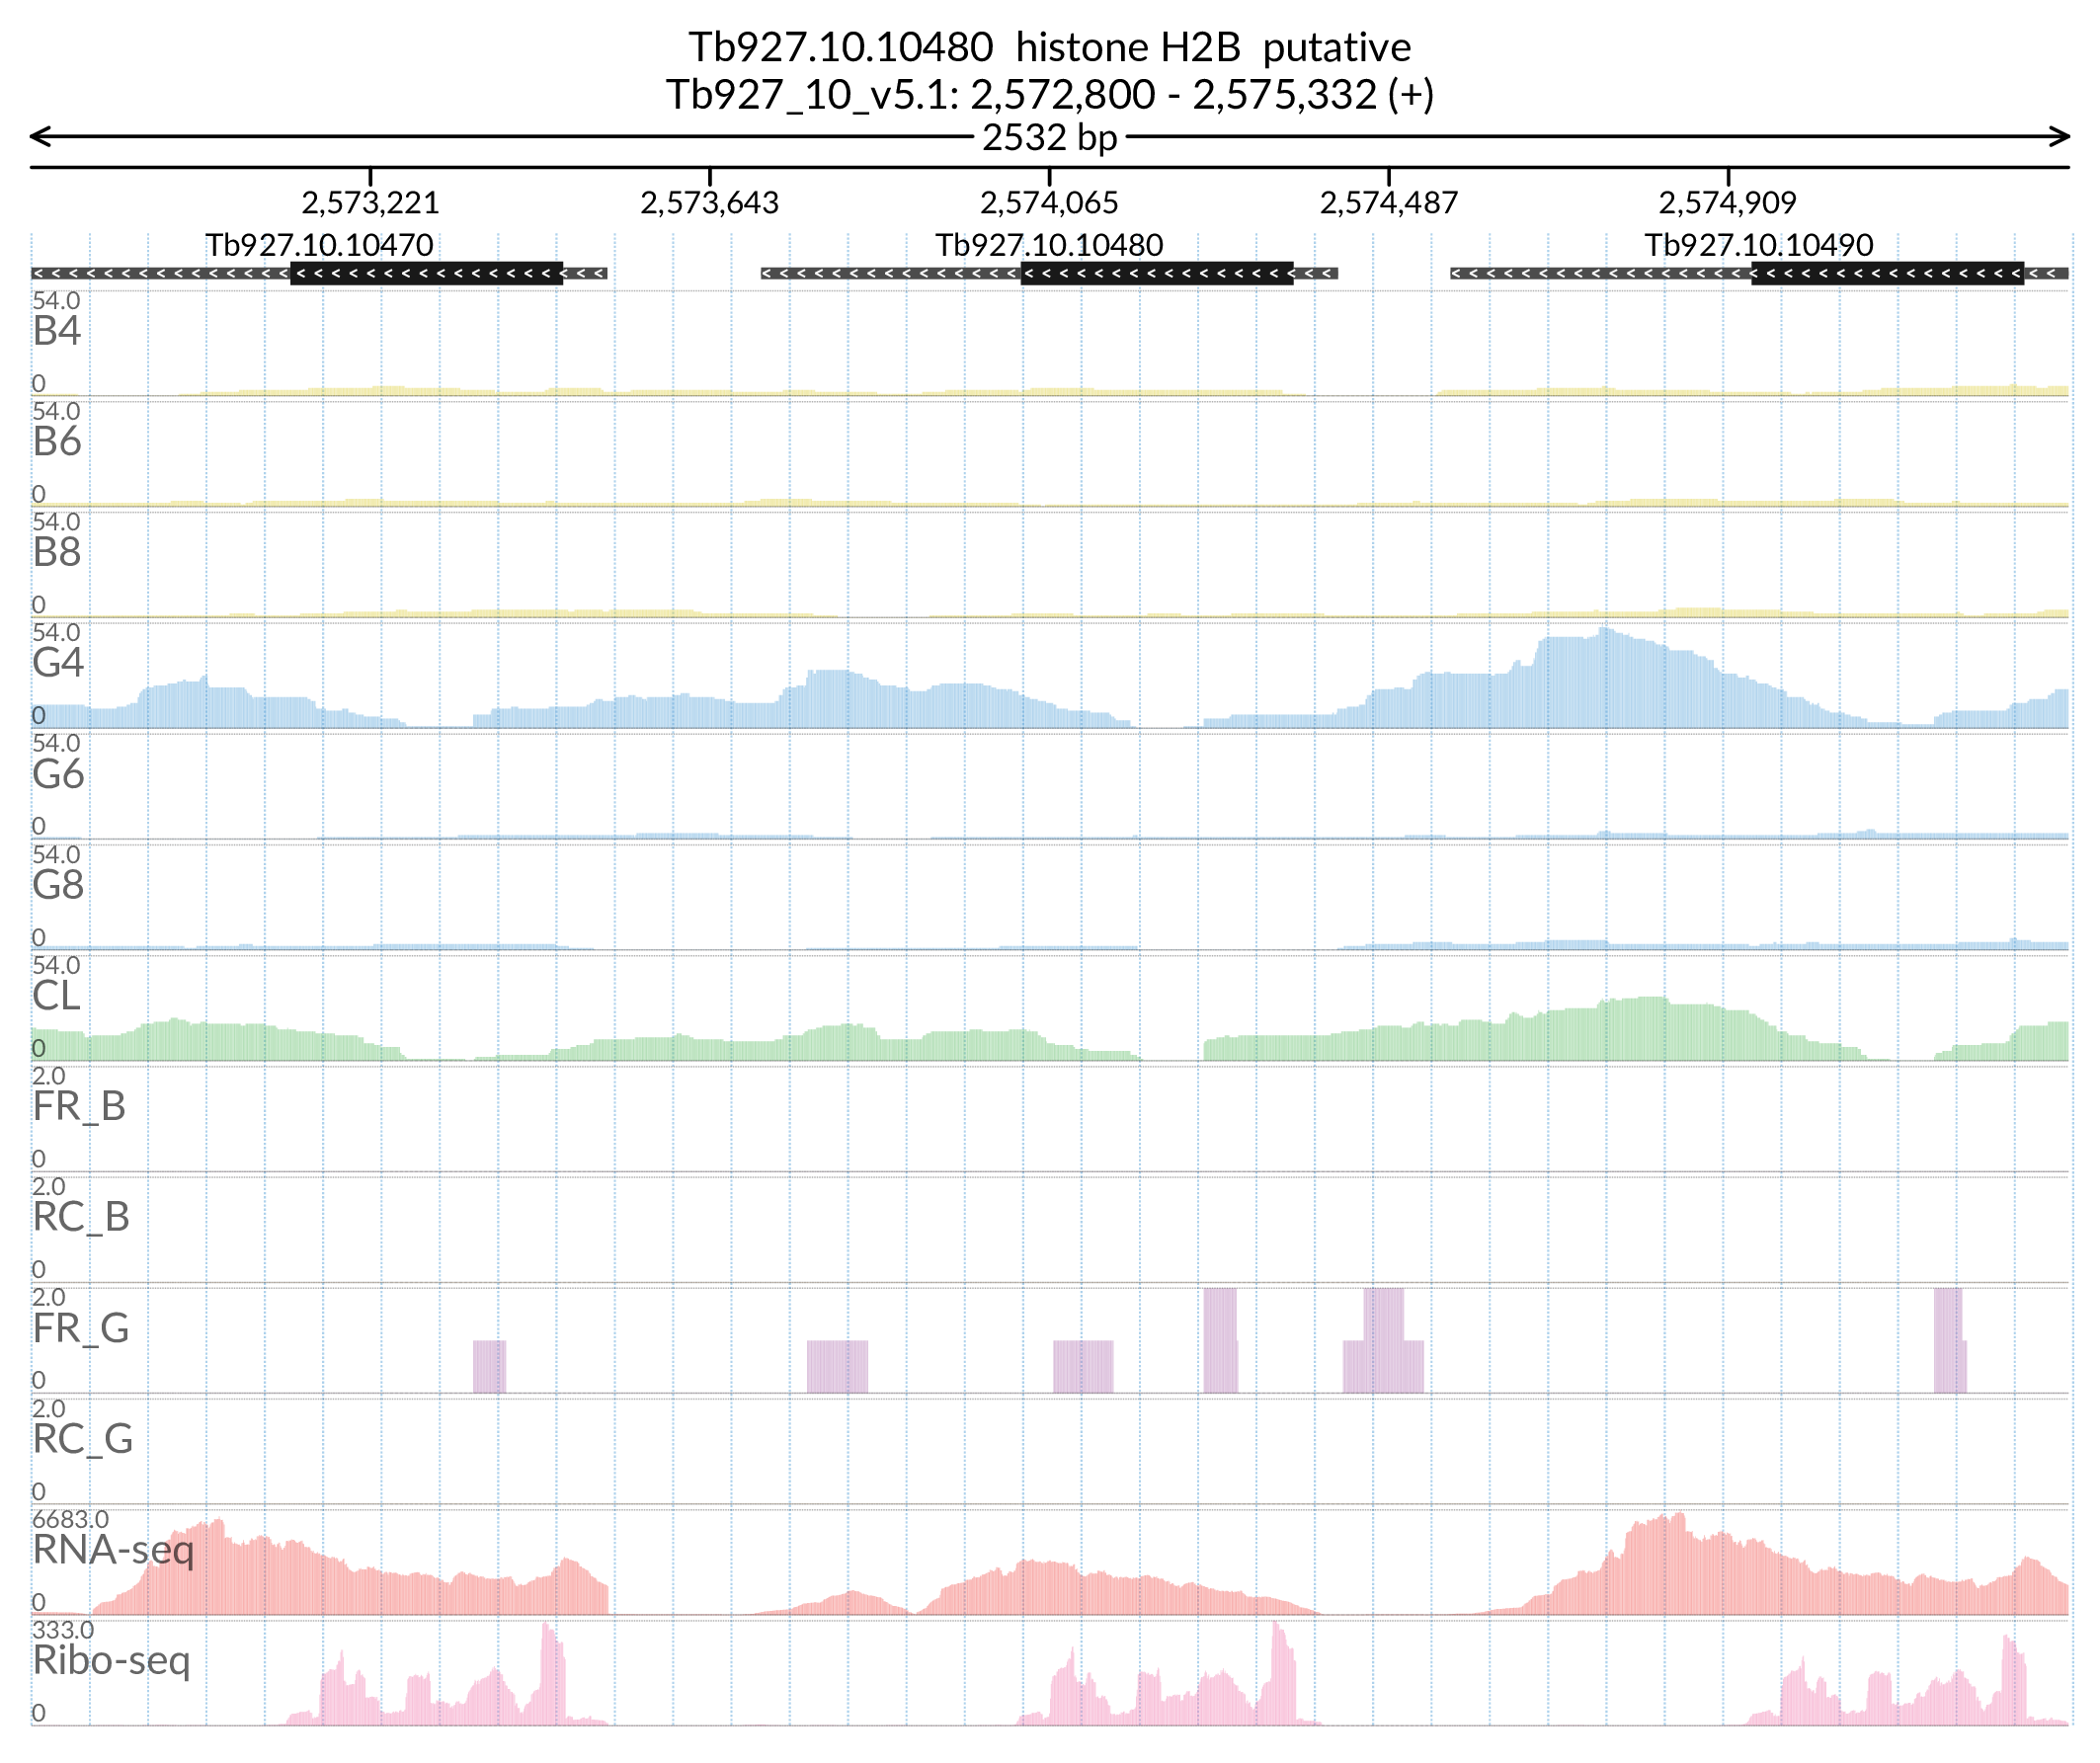 Tb927.10.10480 histone H2B putative
Tb927_10_v5.1: 2,572,800 - 2,575,332 (+)
2532 bp
2,573,221 2,573,643 2,574,065 2,574,487 2,574,909
Tb927.10.10470 Tb927.10.10480 Tb927.10.10490
54.0
B4
0
54.0
B6
0
54.0
B8
0
54.0
G4
0
54.0
G6
0
54.0
G8
0
54.0
CL
0
2.0
FR_B
0
2.0
RC_B
0
2.0
FR_G
0
2.0
RC_G
0
6683.0
RNA-seq
0
333.0
Ribo-seq
0